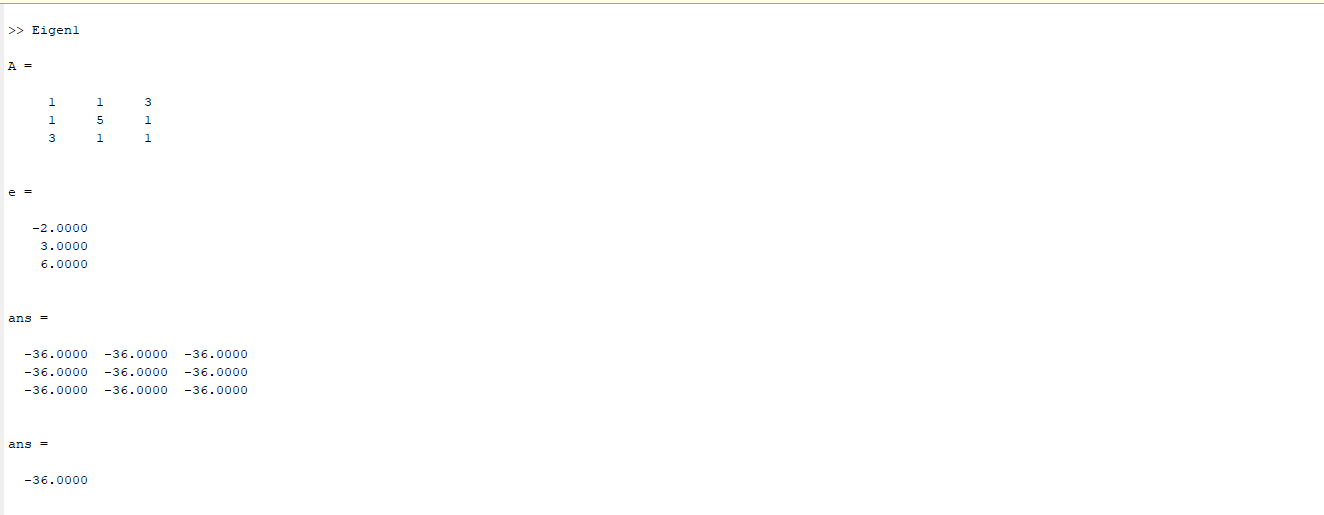 >> Eigen1
A =
1 1 3
1 5 1
3 1 1
e =
-2.0000
3.0000
6.0000
ans =
-36.0000 -36.0000 -36.0000
-36.0000 -36.0000 -36.0000
-36.0000 -36.0000 -36.0000
ans =
-36.0000